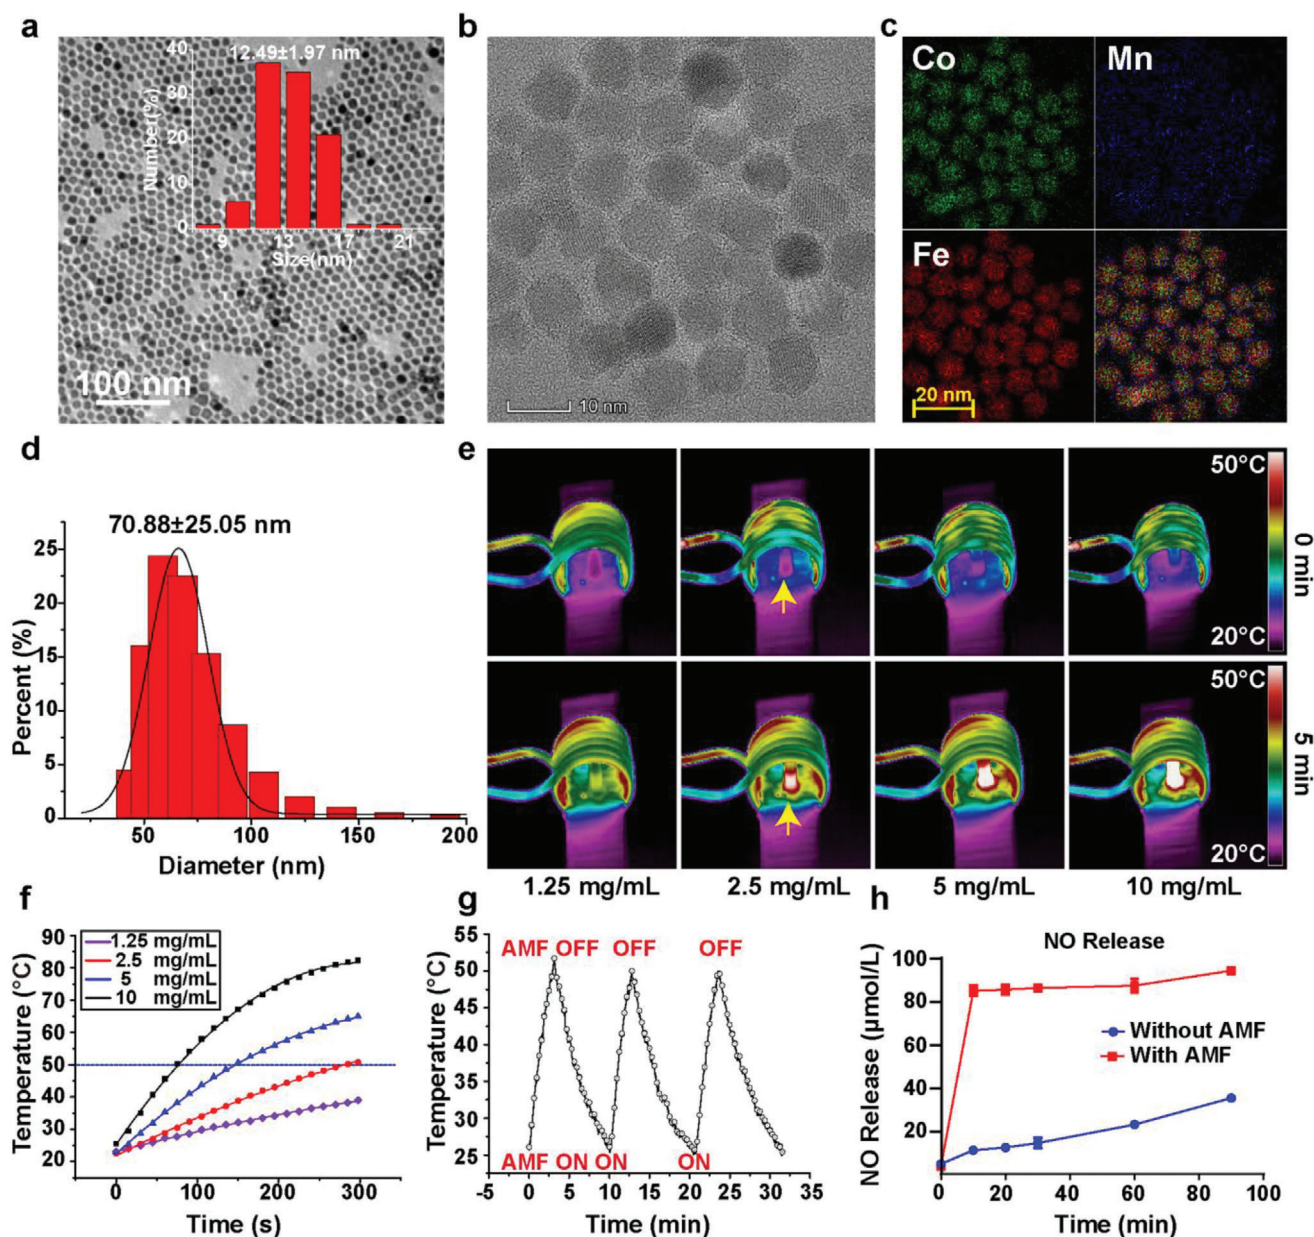 a
12.49±1.97 nm
40
30
20
10
0
Number(%)
9 13 17 21
Size(nm)
100 nm
b
10 nm
c
Co
Mn
Fe
20 nm
d
70.88±25.05 nm
25
20
15
10
5
0
Percent (%)
50 100 150 200
Diameter (nm)
e
50°C
20°C
0 min
50°C
20°C
5 min
1.25 mg/mL 2.5 mg/mL 5 mg/mL 10 mg/mL
f
1.25 mg/mL
2.5 mg/mL
5 mg/mL
10 mg/mL
90
80
70
60
50
40
30
20
Temperature (°C)
0 100 200 300
Time (s)
g
AMF OFF OFF OFF
AMF ON ON ON
55
50
45
40
35
30
25
Temperature (°C)
-5 0 5 10 15 20 25 30 35
Time (min)
h
NO Release
100
80
60
40
20
NO Release (μmol/L)
Without AMF
With AMF
0 20 40 60 80 100
Time (min)